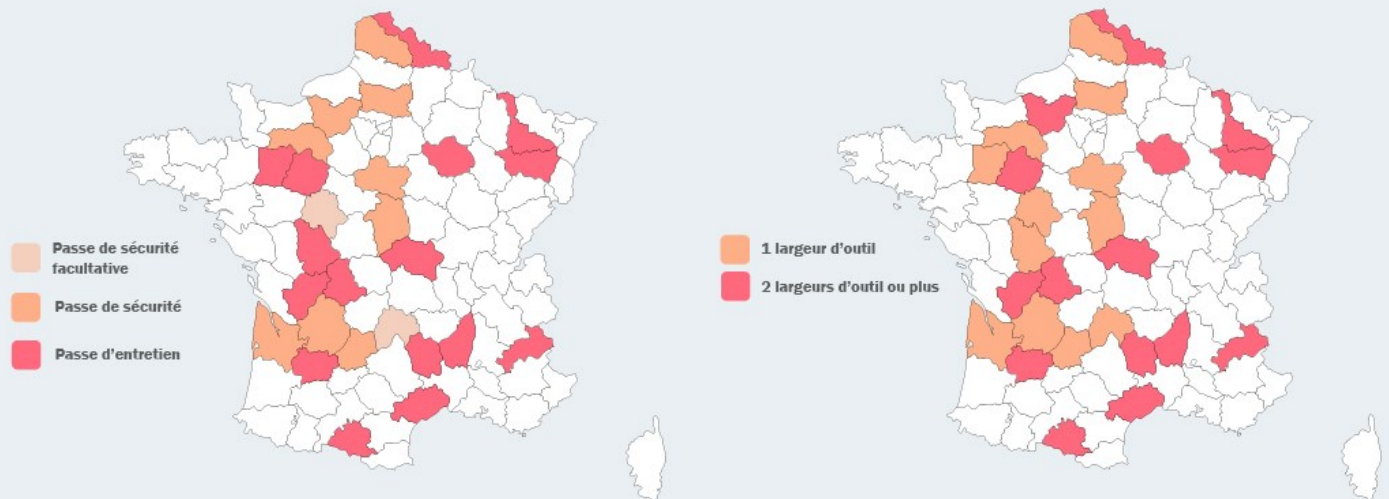 Passe de sécurité
facultative
Passe de sécurité
Passe d'entretien
1 largeur d'outil
2 largeurs d'outil ou plus